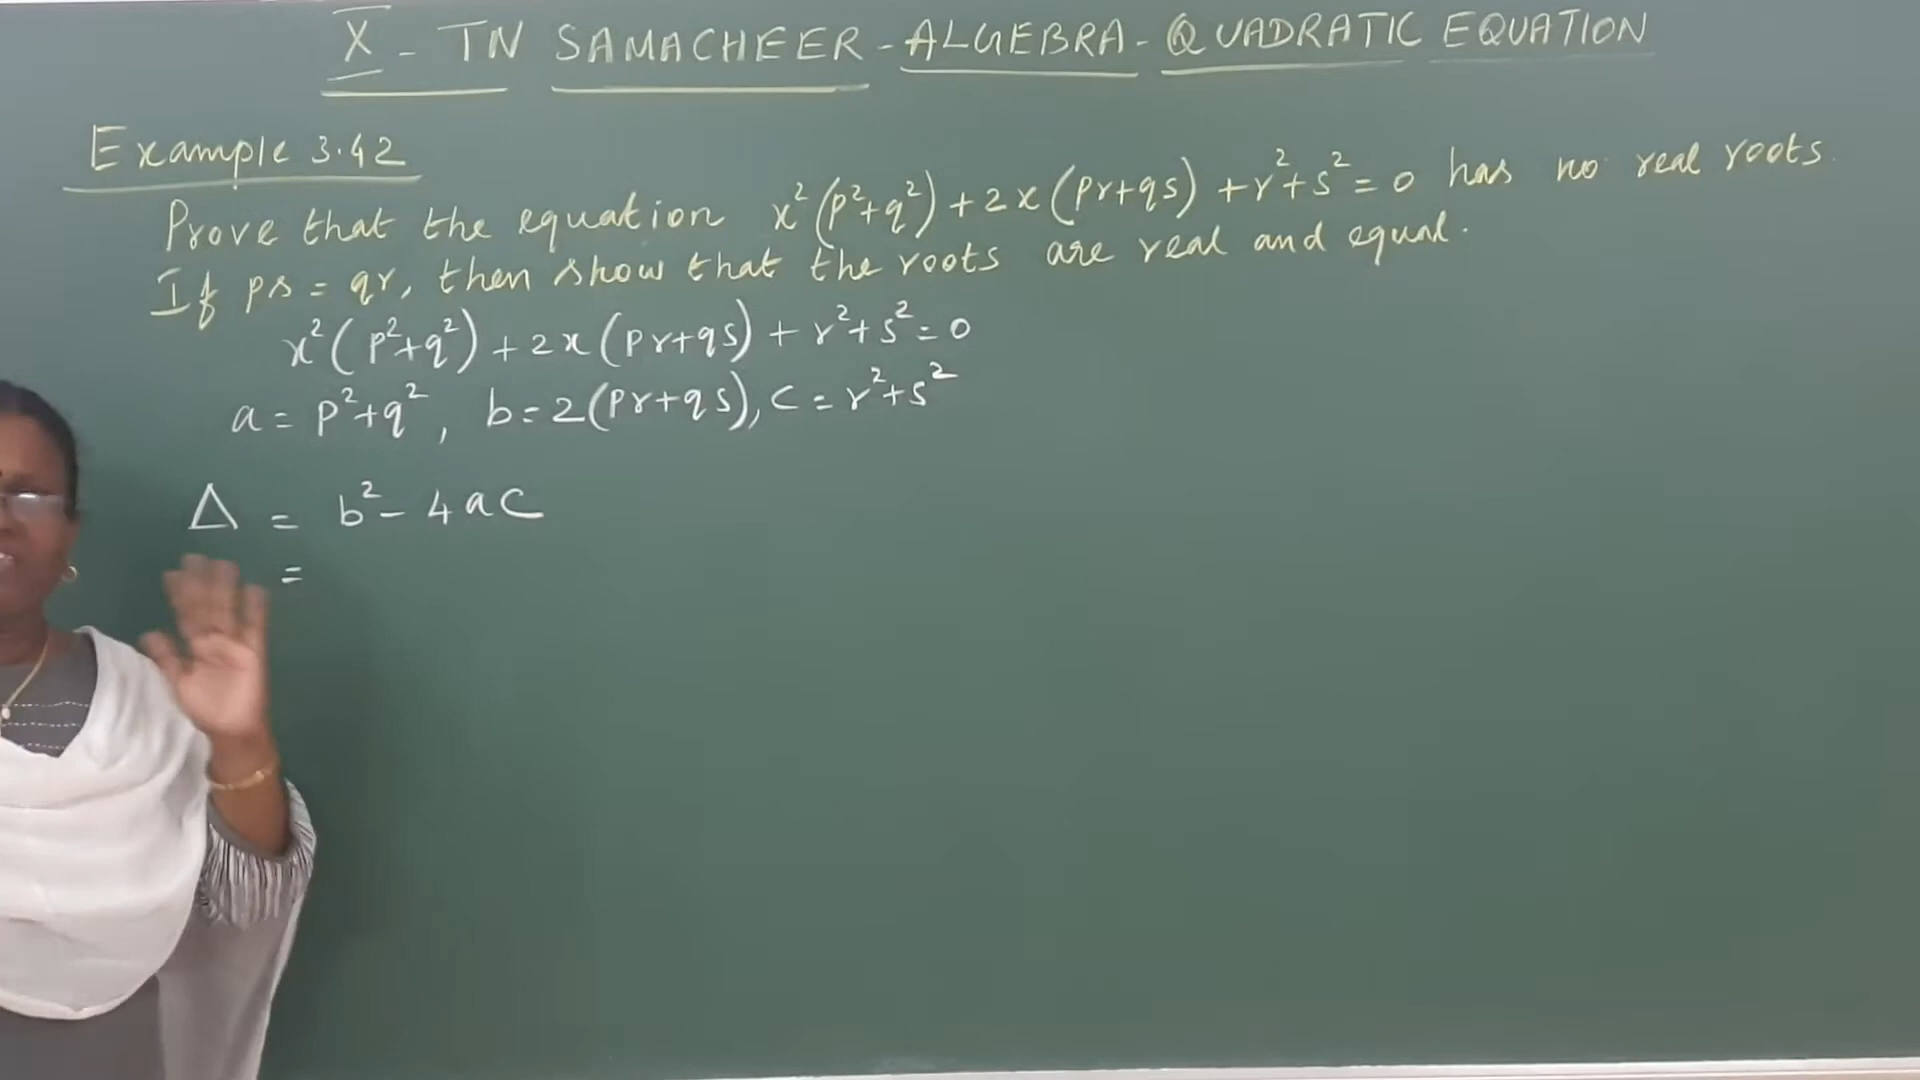 X - TN SAMACHEER - ALGEBRA - QUADRATIC EQUATION
Example 3.42
Prove that the equation x²(p²+q²)+2x(pr+qs)+r²+s²=0 has no real roots.
If ps = qr, then show that the roots are real and equal.
x²(p²+q²)+2x(pr+qs)+r²+s²=0
a = p²+q², b=2(pr+qs), c=r²+s²
Δ = b²-4ac
=